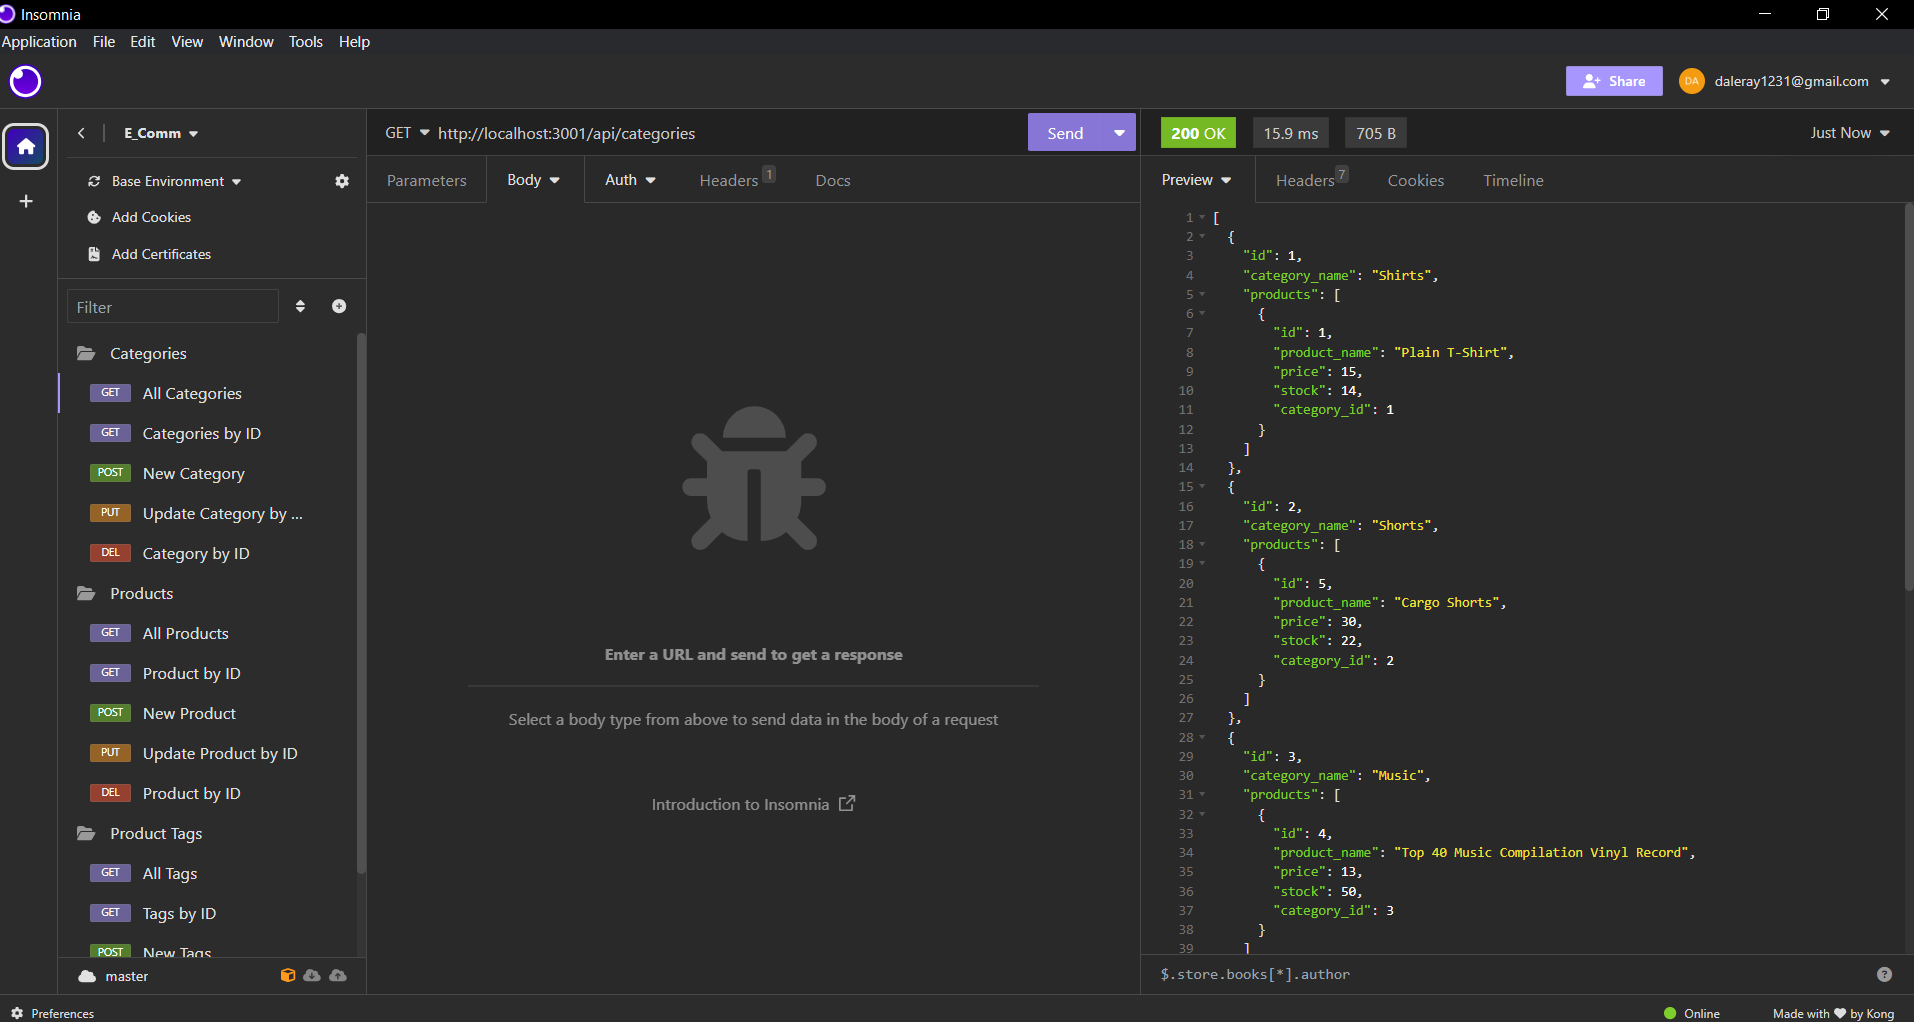 Insomnia
Application File Edit View Window Tools Help
Share
DA
daleray1231@gmail.com
E_Comm
Base Environment
Add Cookies
Add Certificates
Filter
Categories
GET All Categories
GET Categories by ID
POST New Category
PUT Update Category by ...
DEL Category by ID
Products
GET All Products
GET Product by ID
POST New Product
PUT Update Product by ID
DEL Product by ID
Product Tags
GET All Tags
GET Tags by ID
POST New Tags
master
GET http://localhost:3001/api/categories
Send
Parameters Body Auth Headers 1 Docs
Enter a URL and send to get a response
Select a body type from above to send data in the body of a request
Introduction to Insomnia
200 OK 15.9 ms 705 B Just Now
Preview Headers 7 Cookies Timeline
1 [
2 {
3 "id": 1,
4 "category_name": "Shirts",
5 "products": [
6 {
7 "id": 1,
8 "product_name": "Plain T-Shirt",
9 "price": 15,
10 "stock": 14,
11 "category_id": 1
12 }
13 ]
14 },
15 {
16 "id": 2,
17 "category_name": "Shorts",
18 "products": [
19 {
20 "id": 5,
21 "product_name": "Cargo Shorts",
22 "price": 30,
23 "stock": 22,
24 "category_id": 2
25 }
26 ]
27 },
28 {
29 "id": 3,
30 "category_name": "Music",
31 "products": [
32 {
33 "id": 4,
34 "product_name": "Top 40 Music Compilation Vinyl Record",
35 "price": 13,
36 "stock": 50,
37 "category_id": 3
38 }
39 ]
$.store.books[*].author
?
Preferences
Online
Made with ♥ by Kong